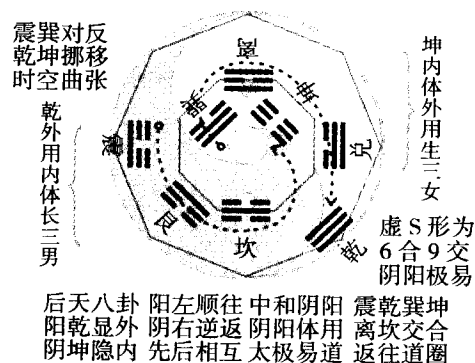 震巽对反
乾坤挪移
时空曲张
乾外用内体长三男
坤内体外用生三女
离
坤
兑
乾
坎
艮
震
巽
虚S形为
6合9交
阴阳极易
后天八卦 阳左顺往 中和阴阳 震乾巽坤
阳乾显外 阴右逆返 阴阳体用 离坎交合
阴坤隐内 先后相互 太极易道 返往道圈